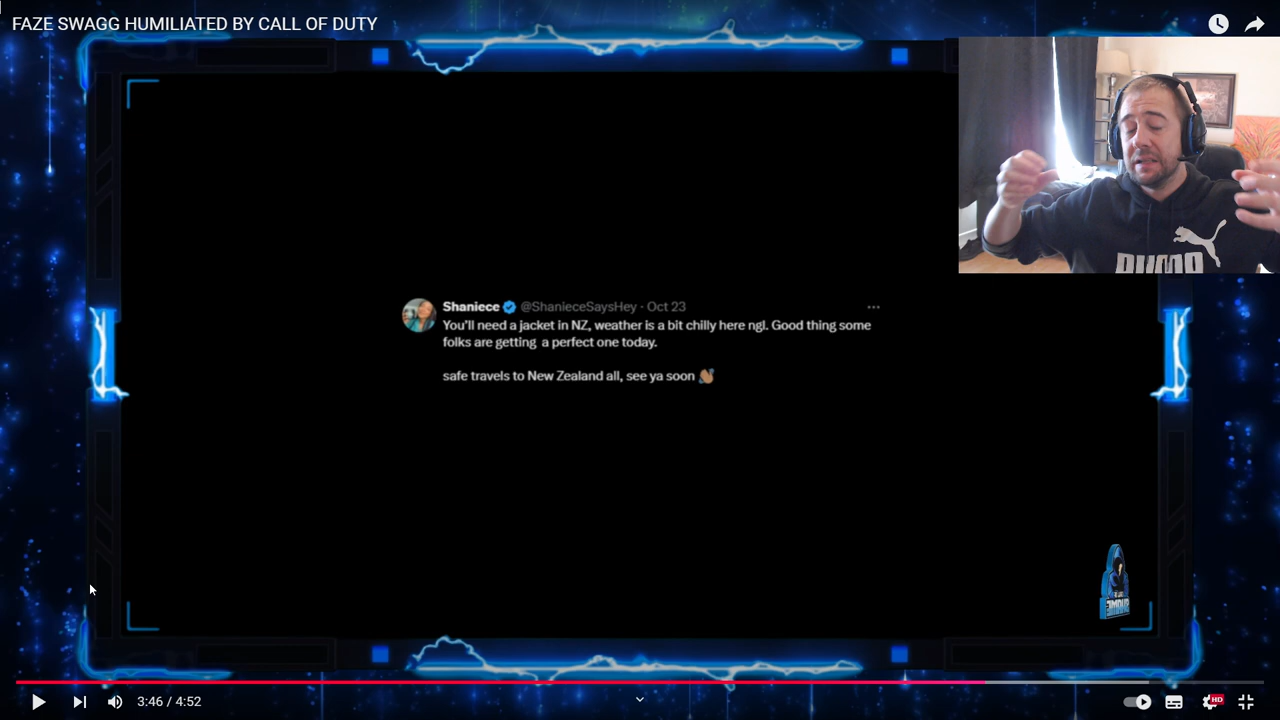 FAZE SWAGG HUMILIATED BY CALL OF DUTY
Shaniece @ShanieceSaysHey · Oct 23
You'll need a jacket in NZ, weather is a bit chilly here ngl. Good thing some
folks are getting a perfect one today.
safe travels to New Zealand all, see ya soon 👋🏽
PUMA
3:46 / 4:52
HD